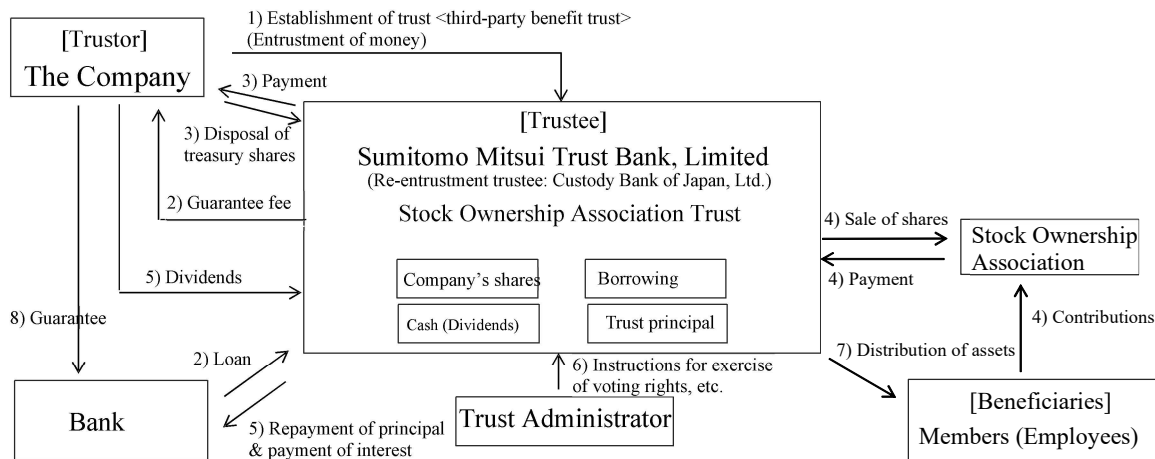 1) Establishment of trust <third-party benefit trust>
(Entrustment of money)
[Trustor]
The Company
3) Payment
3) Disposal of
treasury shares
2) Guarantee fee
5) Dividends
8) Guarantee
[Trustee]
Sumitomo Mitsui Trust Bank, Limited
(Re-entrustment trustee: Custody Bank of Japan, Ltd.)
Stock Ownership Association Trust
Company's shares
Borrowing
Cash (Dividends)
Trust principal
4) Sale of shares
4) Payment
Stock Ownership
Association
4) Contributions
7) Distribution of assets
2) Loan
6) Instructions for exercise
of voting rights, etc.
Bank
5) Repayment of principal
& payment of interest
Trust Administrator
[Beneficiaries]
Members (Employees)